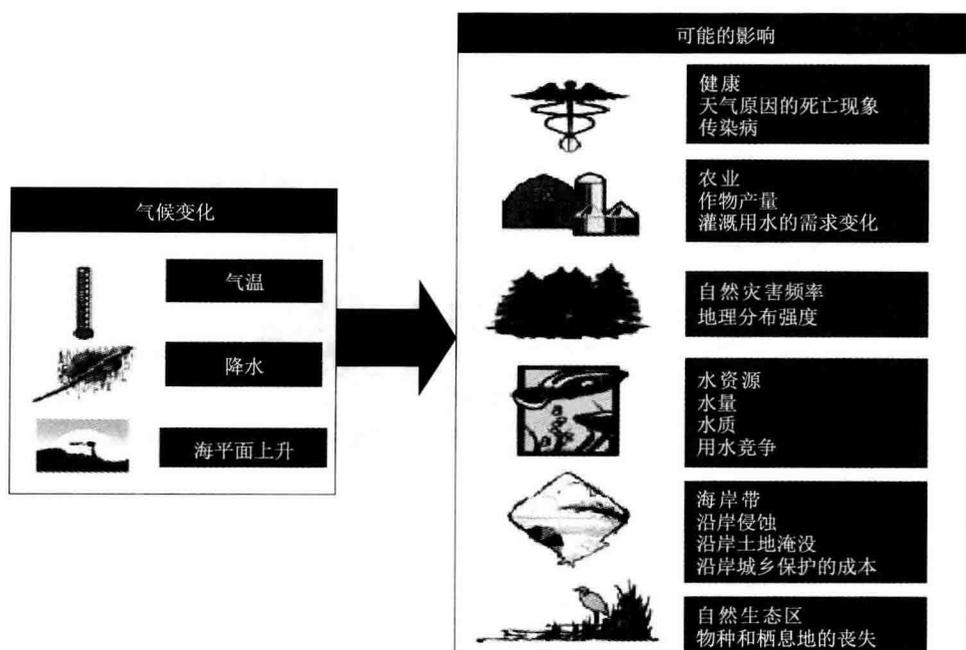 气候变化
气温
降水
海平面上升
可能的影响
健康
天气原因的死亡现象
传染病
农业
作物产量
灌溉用水的需求变化
自然灾害频率
地理分布强度
水资源
水量
水质
用水竞争
海岸带
沿岸侵蚀
沿岸土地淹没
沿岸城乡保护的成本
自然生态区
物种和栖息地的丧失